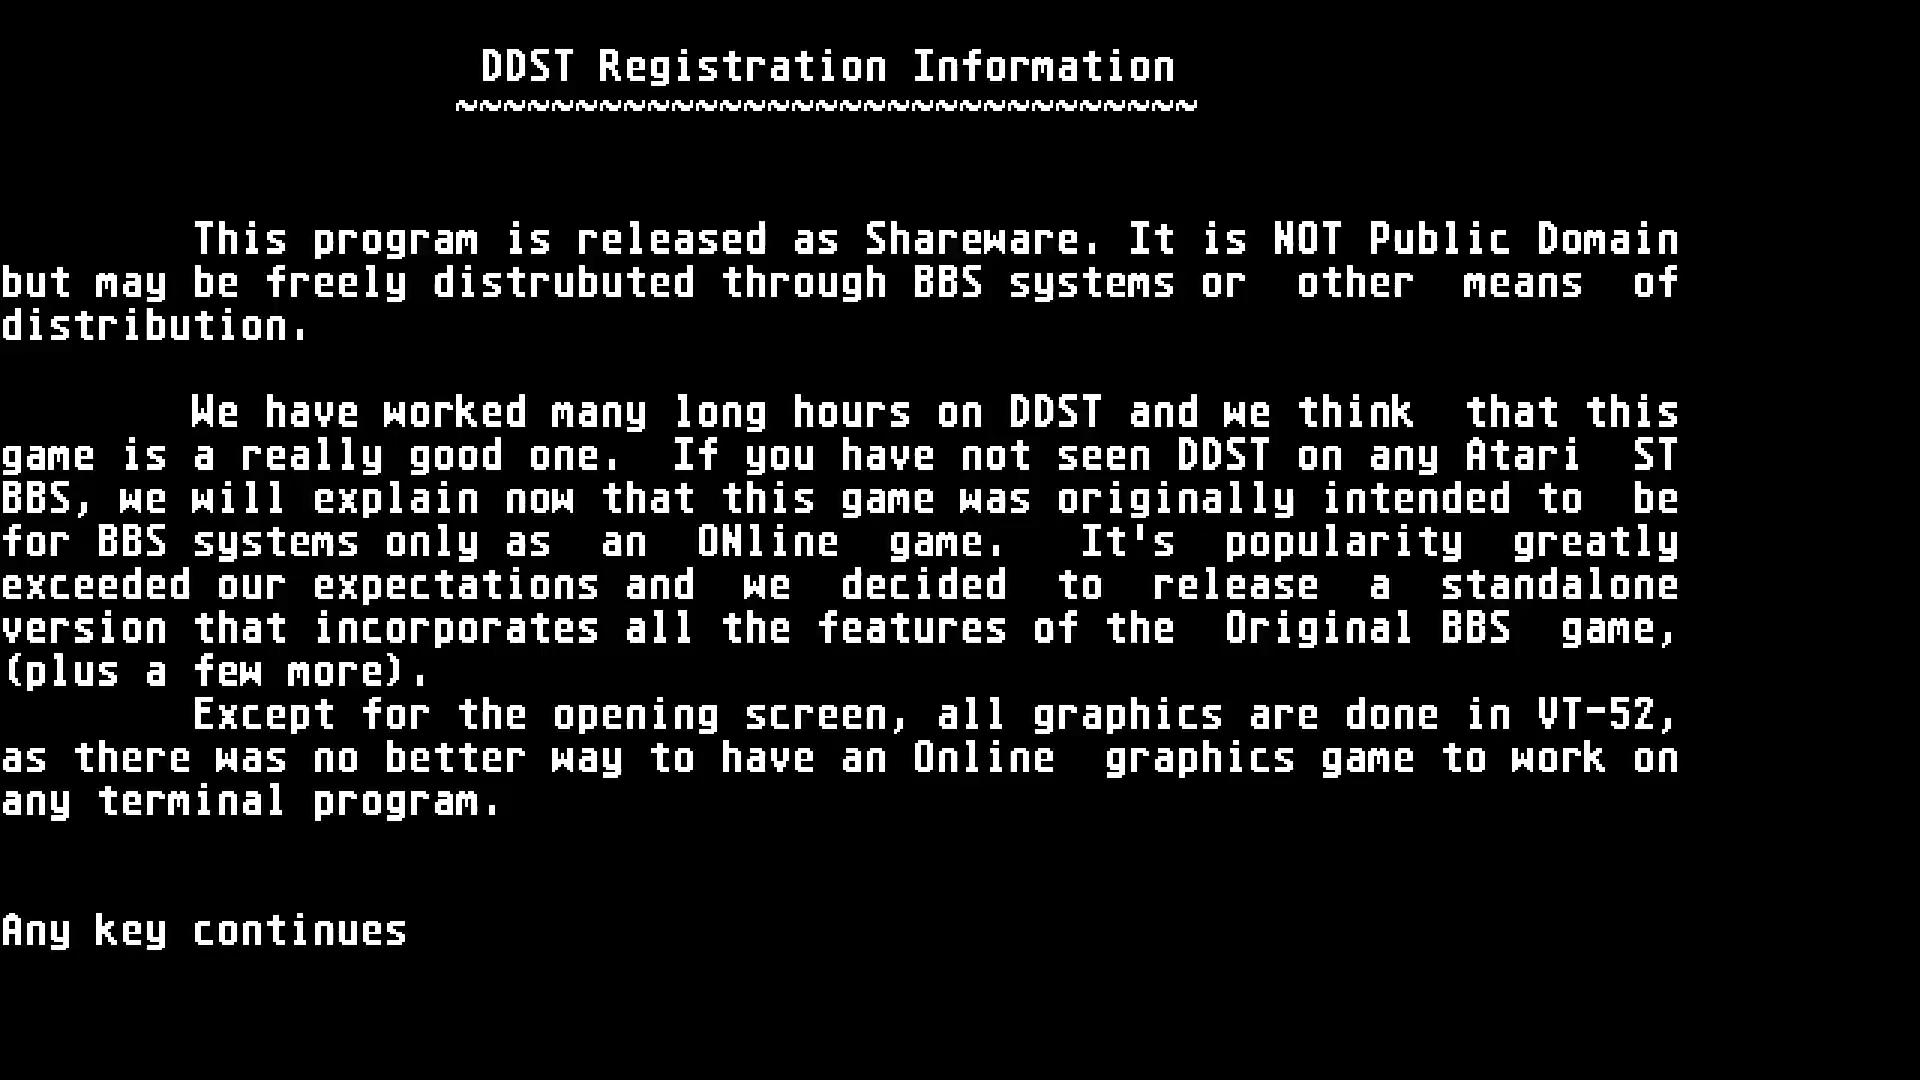 DDST Registration Information
~~~~~~~~~~~~~~~~~~~~~~~~~~~~~~~
This program is released as Shareware. It is NOT Public Domain
but may be freely distrubuted through BBS systems or  other  means  of
distribution.
We have worked many long hours on DDST and we think  that this
game is a really good one.  If you have not seen DDST on any Atari  ST
BBS, we will explain now that this game was originally intended to  be
for BBS systems only as  an  ONline  game.   It's  popularity  greatly
exceeded our expectations and  we  decided  to  release  a  standalone
version that incorporates all the features of the  Original BBS  game,
(plus a few more).
Except for the opening screen, all graphics are done in VT-52,
as there was no better way to have an Online  graphics game to work on
any terminal program.
Any key continues